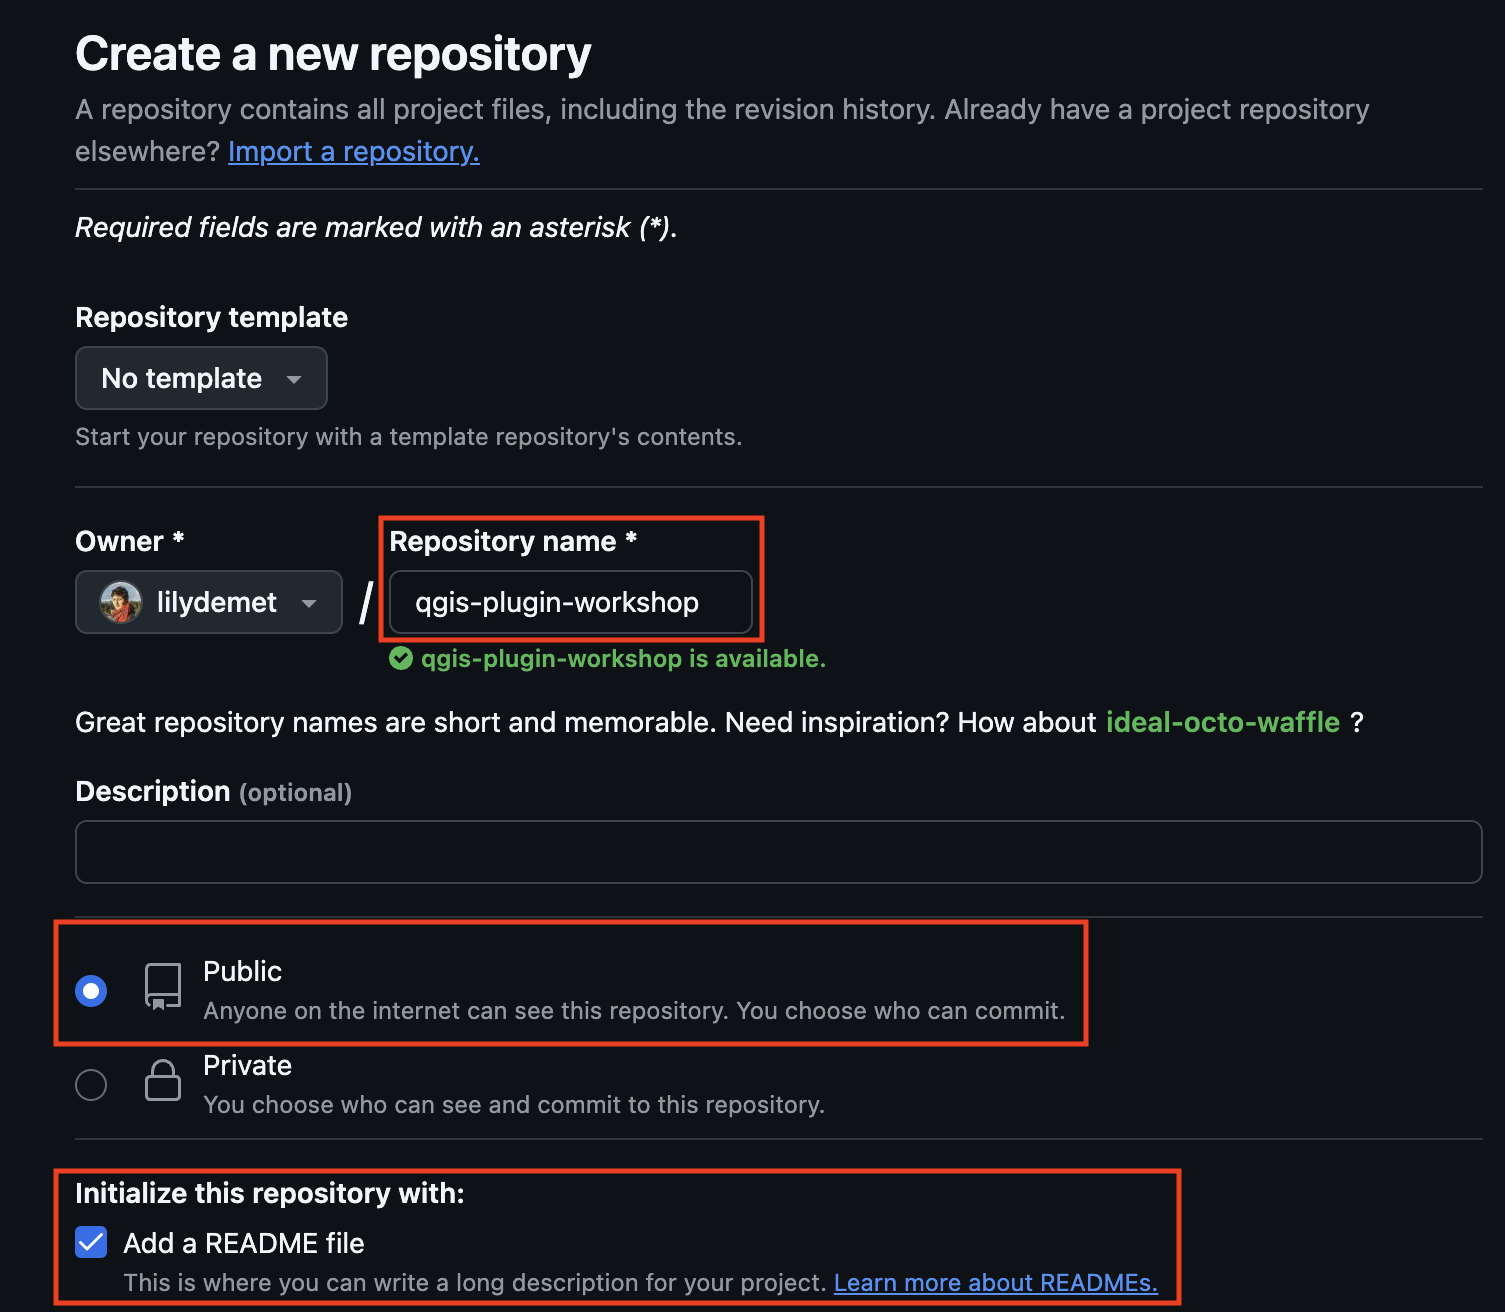 Create a new repository
A repository contains all project files, including the revision history. Already have a project repository
elsewhere? Import a repository.
Required fields are marked with an asterisk (*).
Repository template
No template
Start your repository with a template repository's contents.
Owner *
Repository name *
lilydemet
/
qgis-plugin-workshop
qgis-plugin-workshop is available.
Great repository names are short and memorable. Need inspiration? How about ideal-octo-waffle ?
Description (optional)
Public
Anyone on the internet can see this repository. You choose who can commit.
Private
You choose who can see and commit to this repository.
Initialize this repository with:
Add a README file
This is where you can write a long description for your project. Learn more about READMEs.